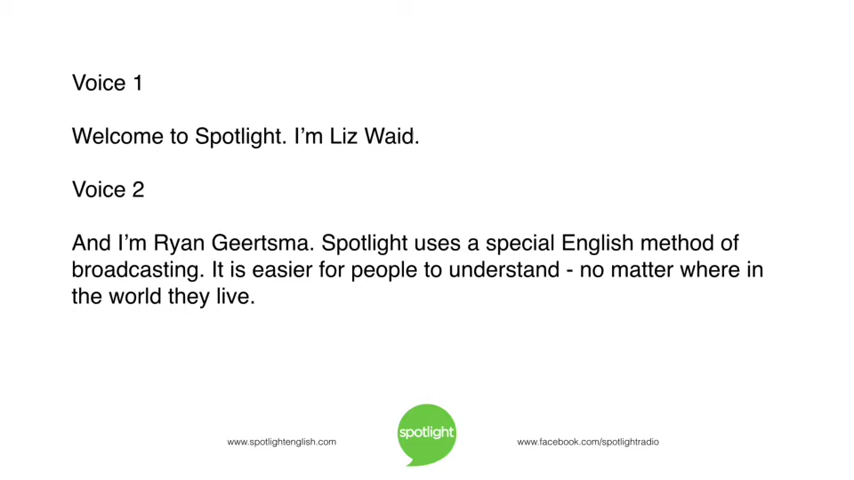 Voice 1
Welcome to Spotlight. I'm Liz Waid.
Voice 2
And I'm Ryan Geertsma. Spotlight uses a special English method of
broadcasting. It is easier for people to understand - no matter where in
the world they live.
www.spotlightenglish.com
spotlight
www.facebook.com/spotlightradio